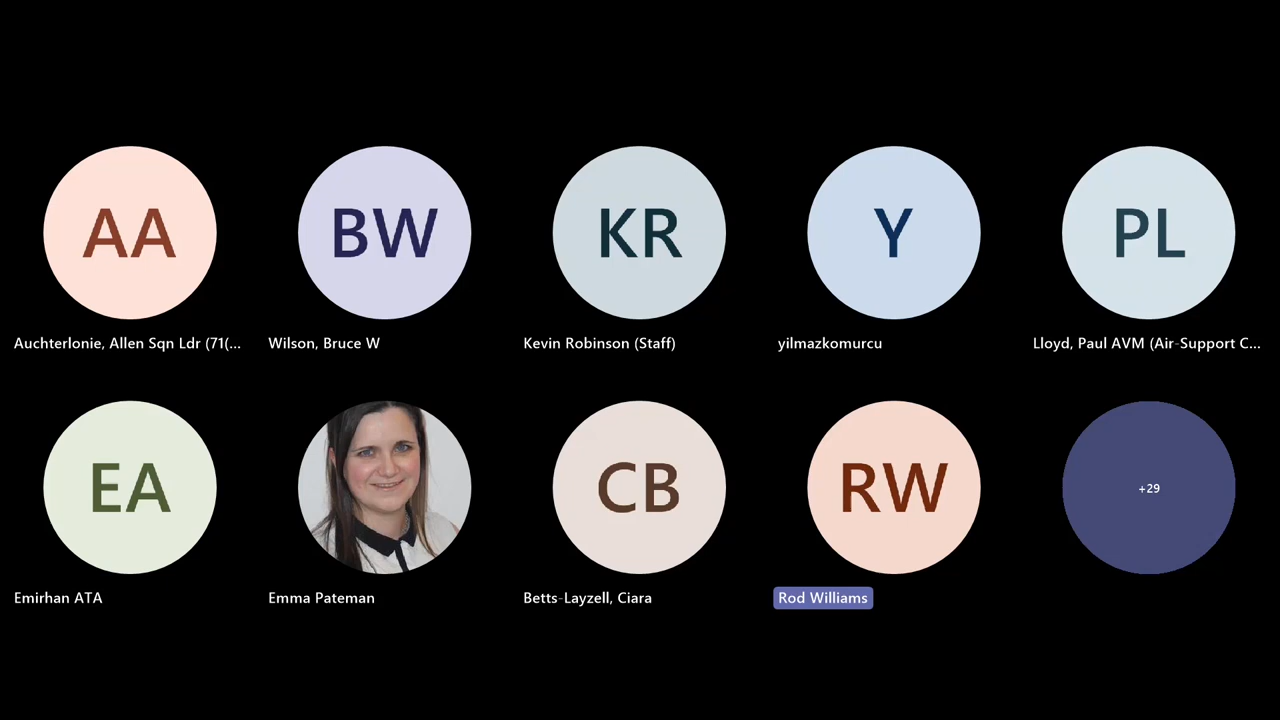 AA
BW
KR
Y
PL
Auchterlonie, Allen Sqn Ldr (71(...
Wilson, Bruce W
Kevin Robinson (Staff)
yilmazkomurcu
Lloyd, Paul AVM (Air-Support C...
EA
CB
RW
+29
Emirhan ATA
Emma Pateman
Betts-Layzell, Ciara
Rod Williams